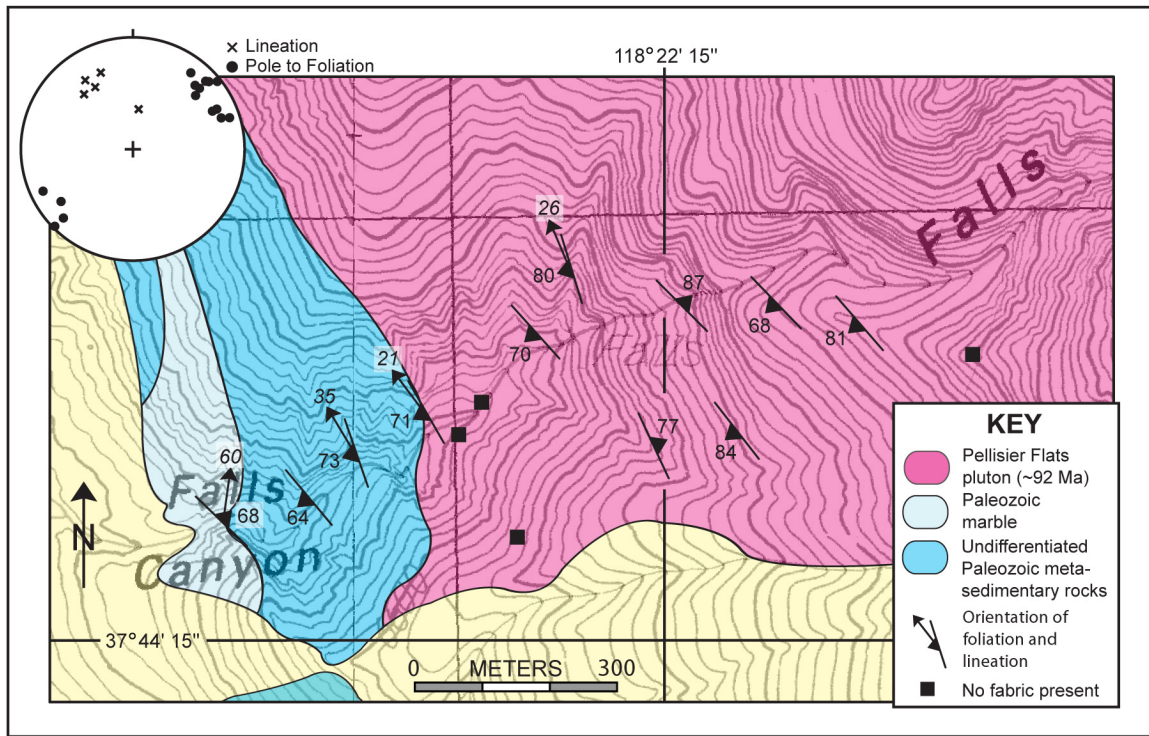 × Lineation
● Pole to Foliation
118° 22' 15"
Falls
26
80
87
68
81
70
Falls
21
71
35
73
77
84
60
68
64
Falls
Canyon
N
37°44' 15"
0 METERS 300
KEY
Pellisier Flats
pluton (~92 Ma)
Paleozoic
marble
Undifferentiated
Paleozoic meta-
sedimentary rocks
Orientation of
foliation and
lineation
No fabric present